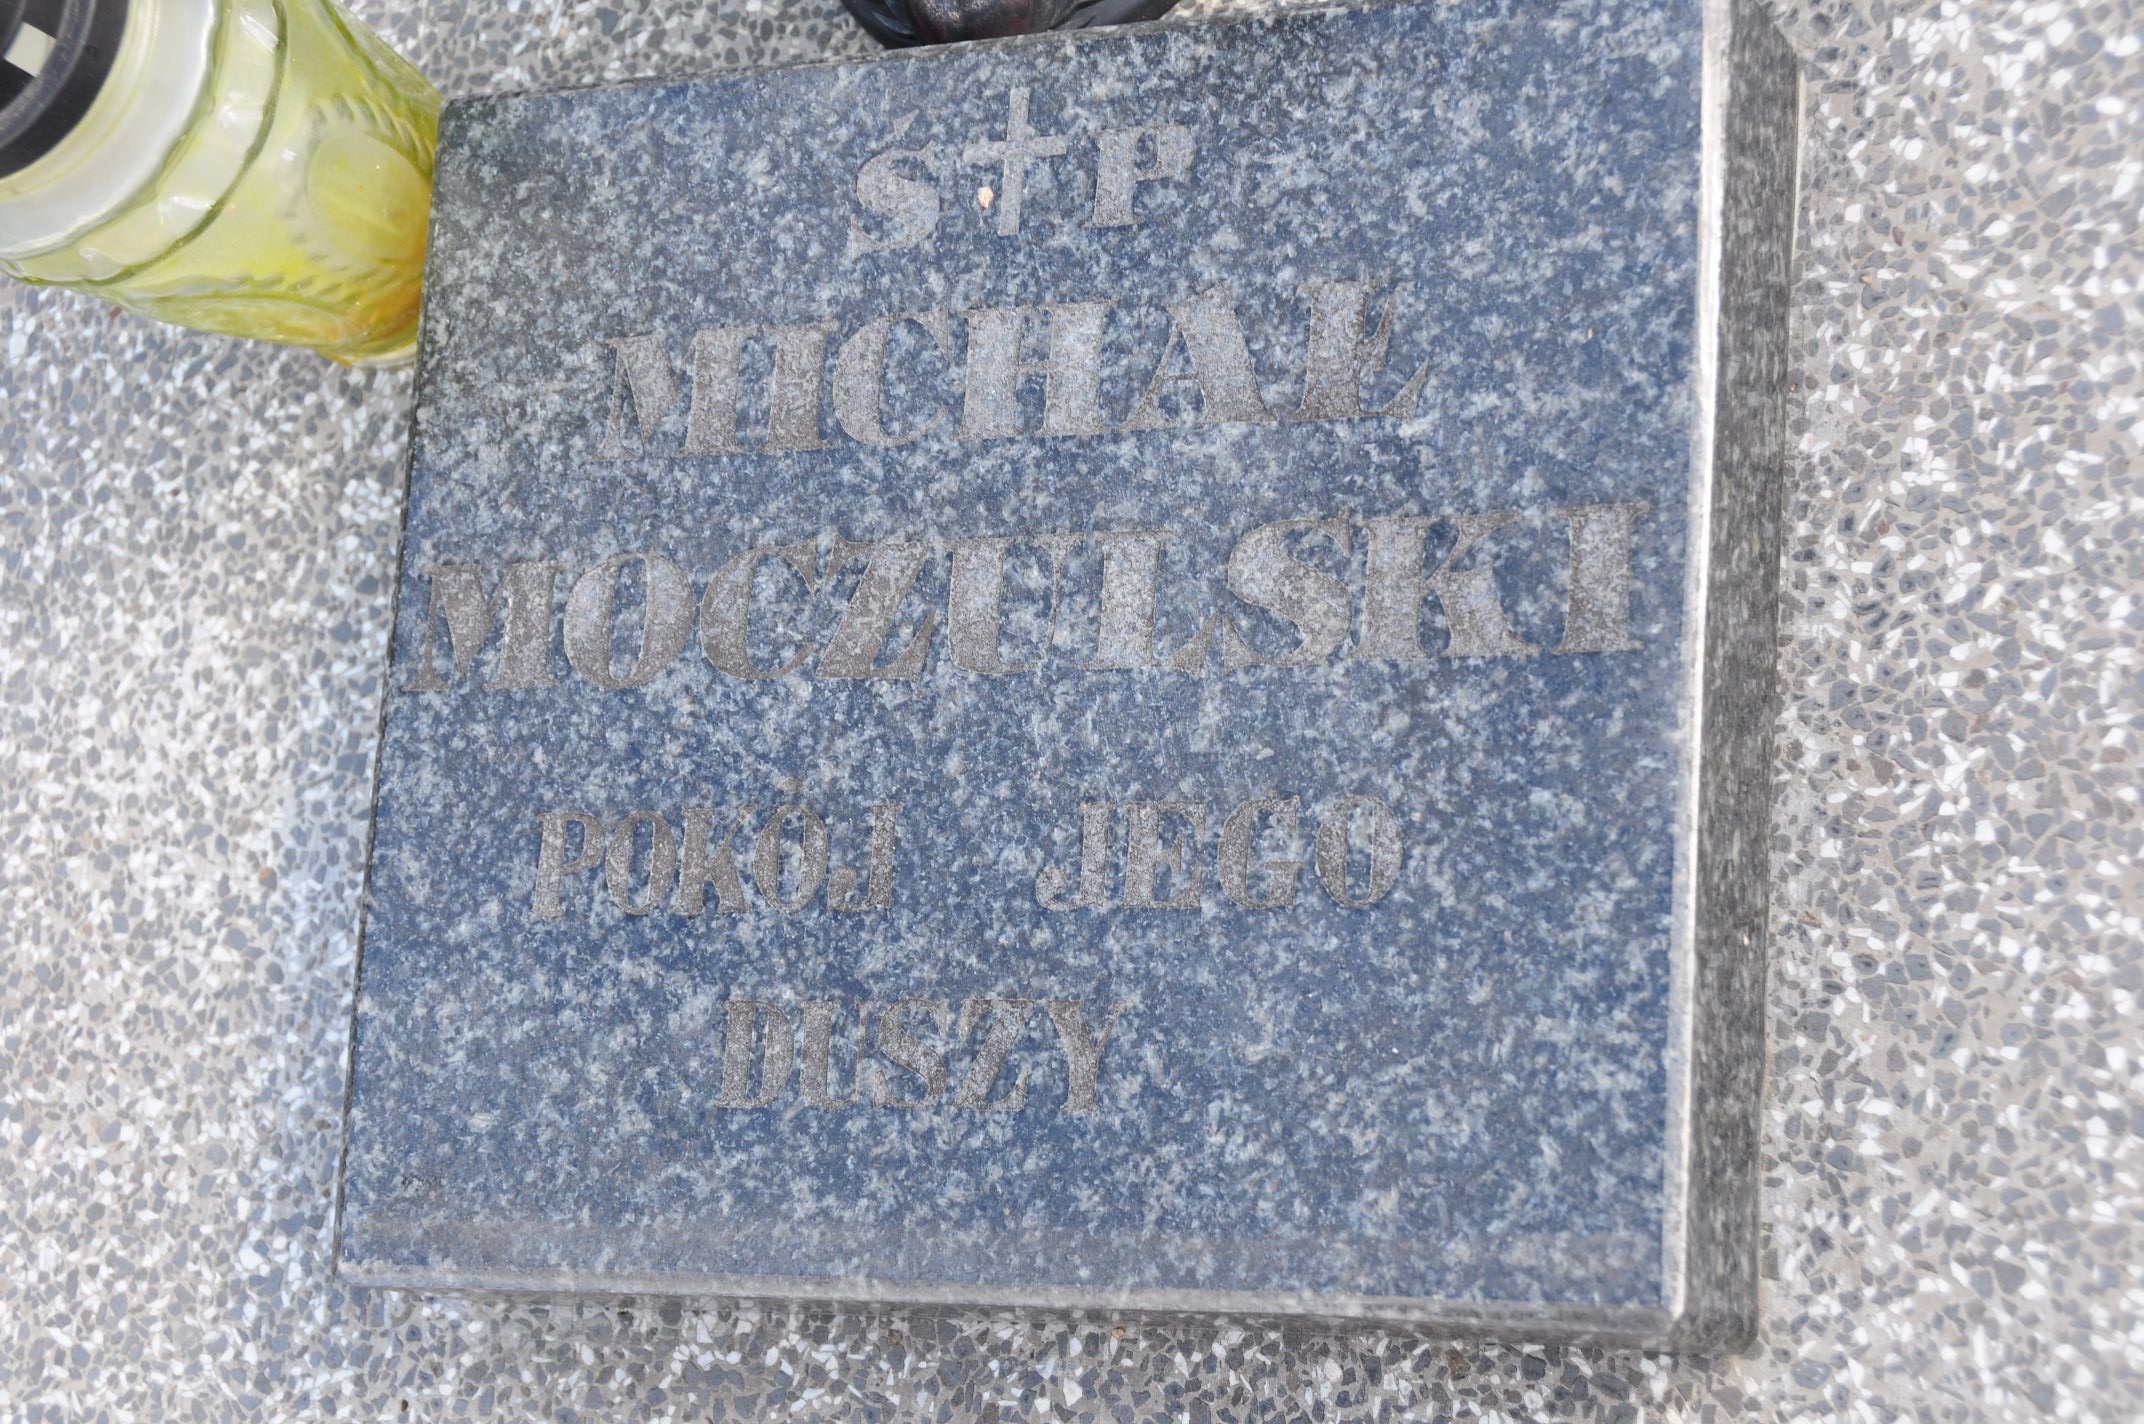 Ś✝P
MICHAŁ
MOCZULSKI
POKÓJ JEGO
DUSZY